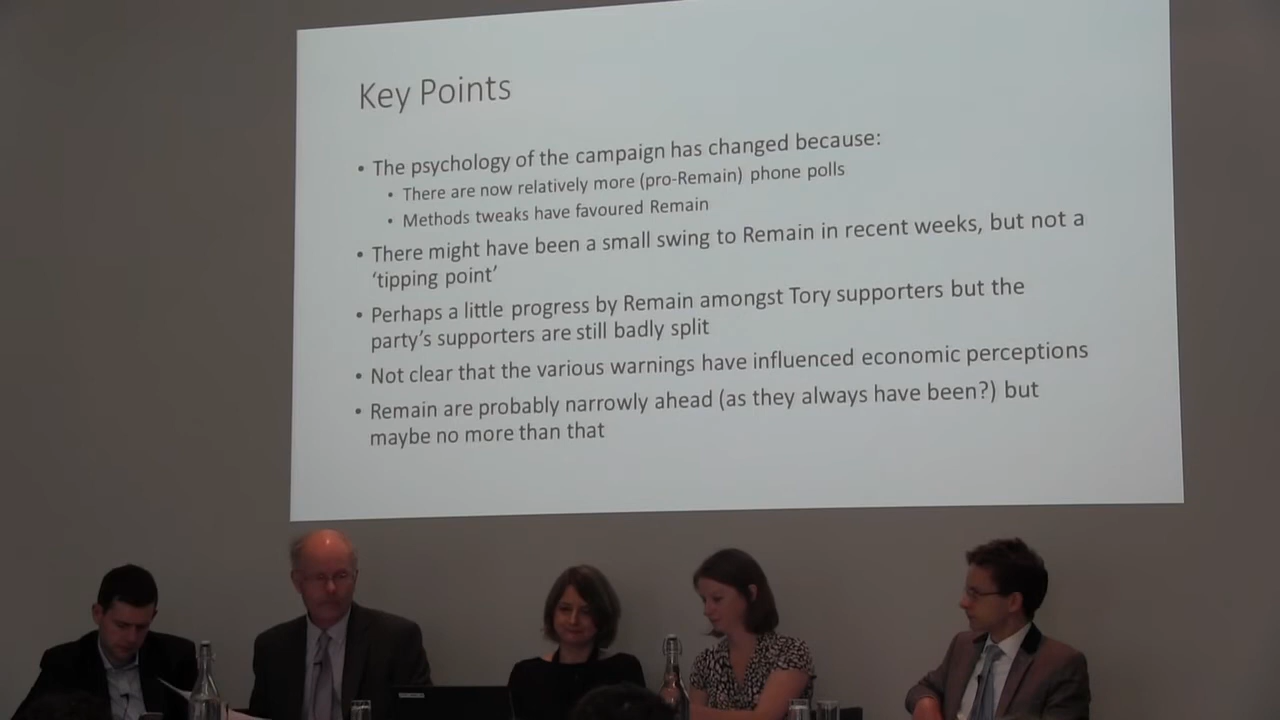 Key Points
• The psychology of the campaign has changed because:
• There are now relatively more (pro-Remain) phone polls
• Methods tweaks have favoured Remain
• There might have been a small swing to Remain in recent weeks, but not a
‘tipping point’
• Perhaps a little progress by Remain amongst Tory supporters but the
party’s supporters are still badly split
• Not clear that the various warnings have influenced economic perceptions
• Remain are probably narrowly ahead (as they always have been?) but
maybe no more than that